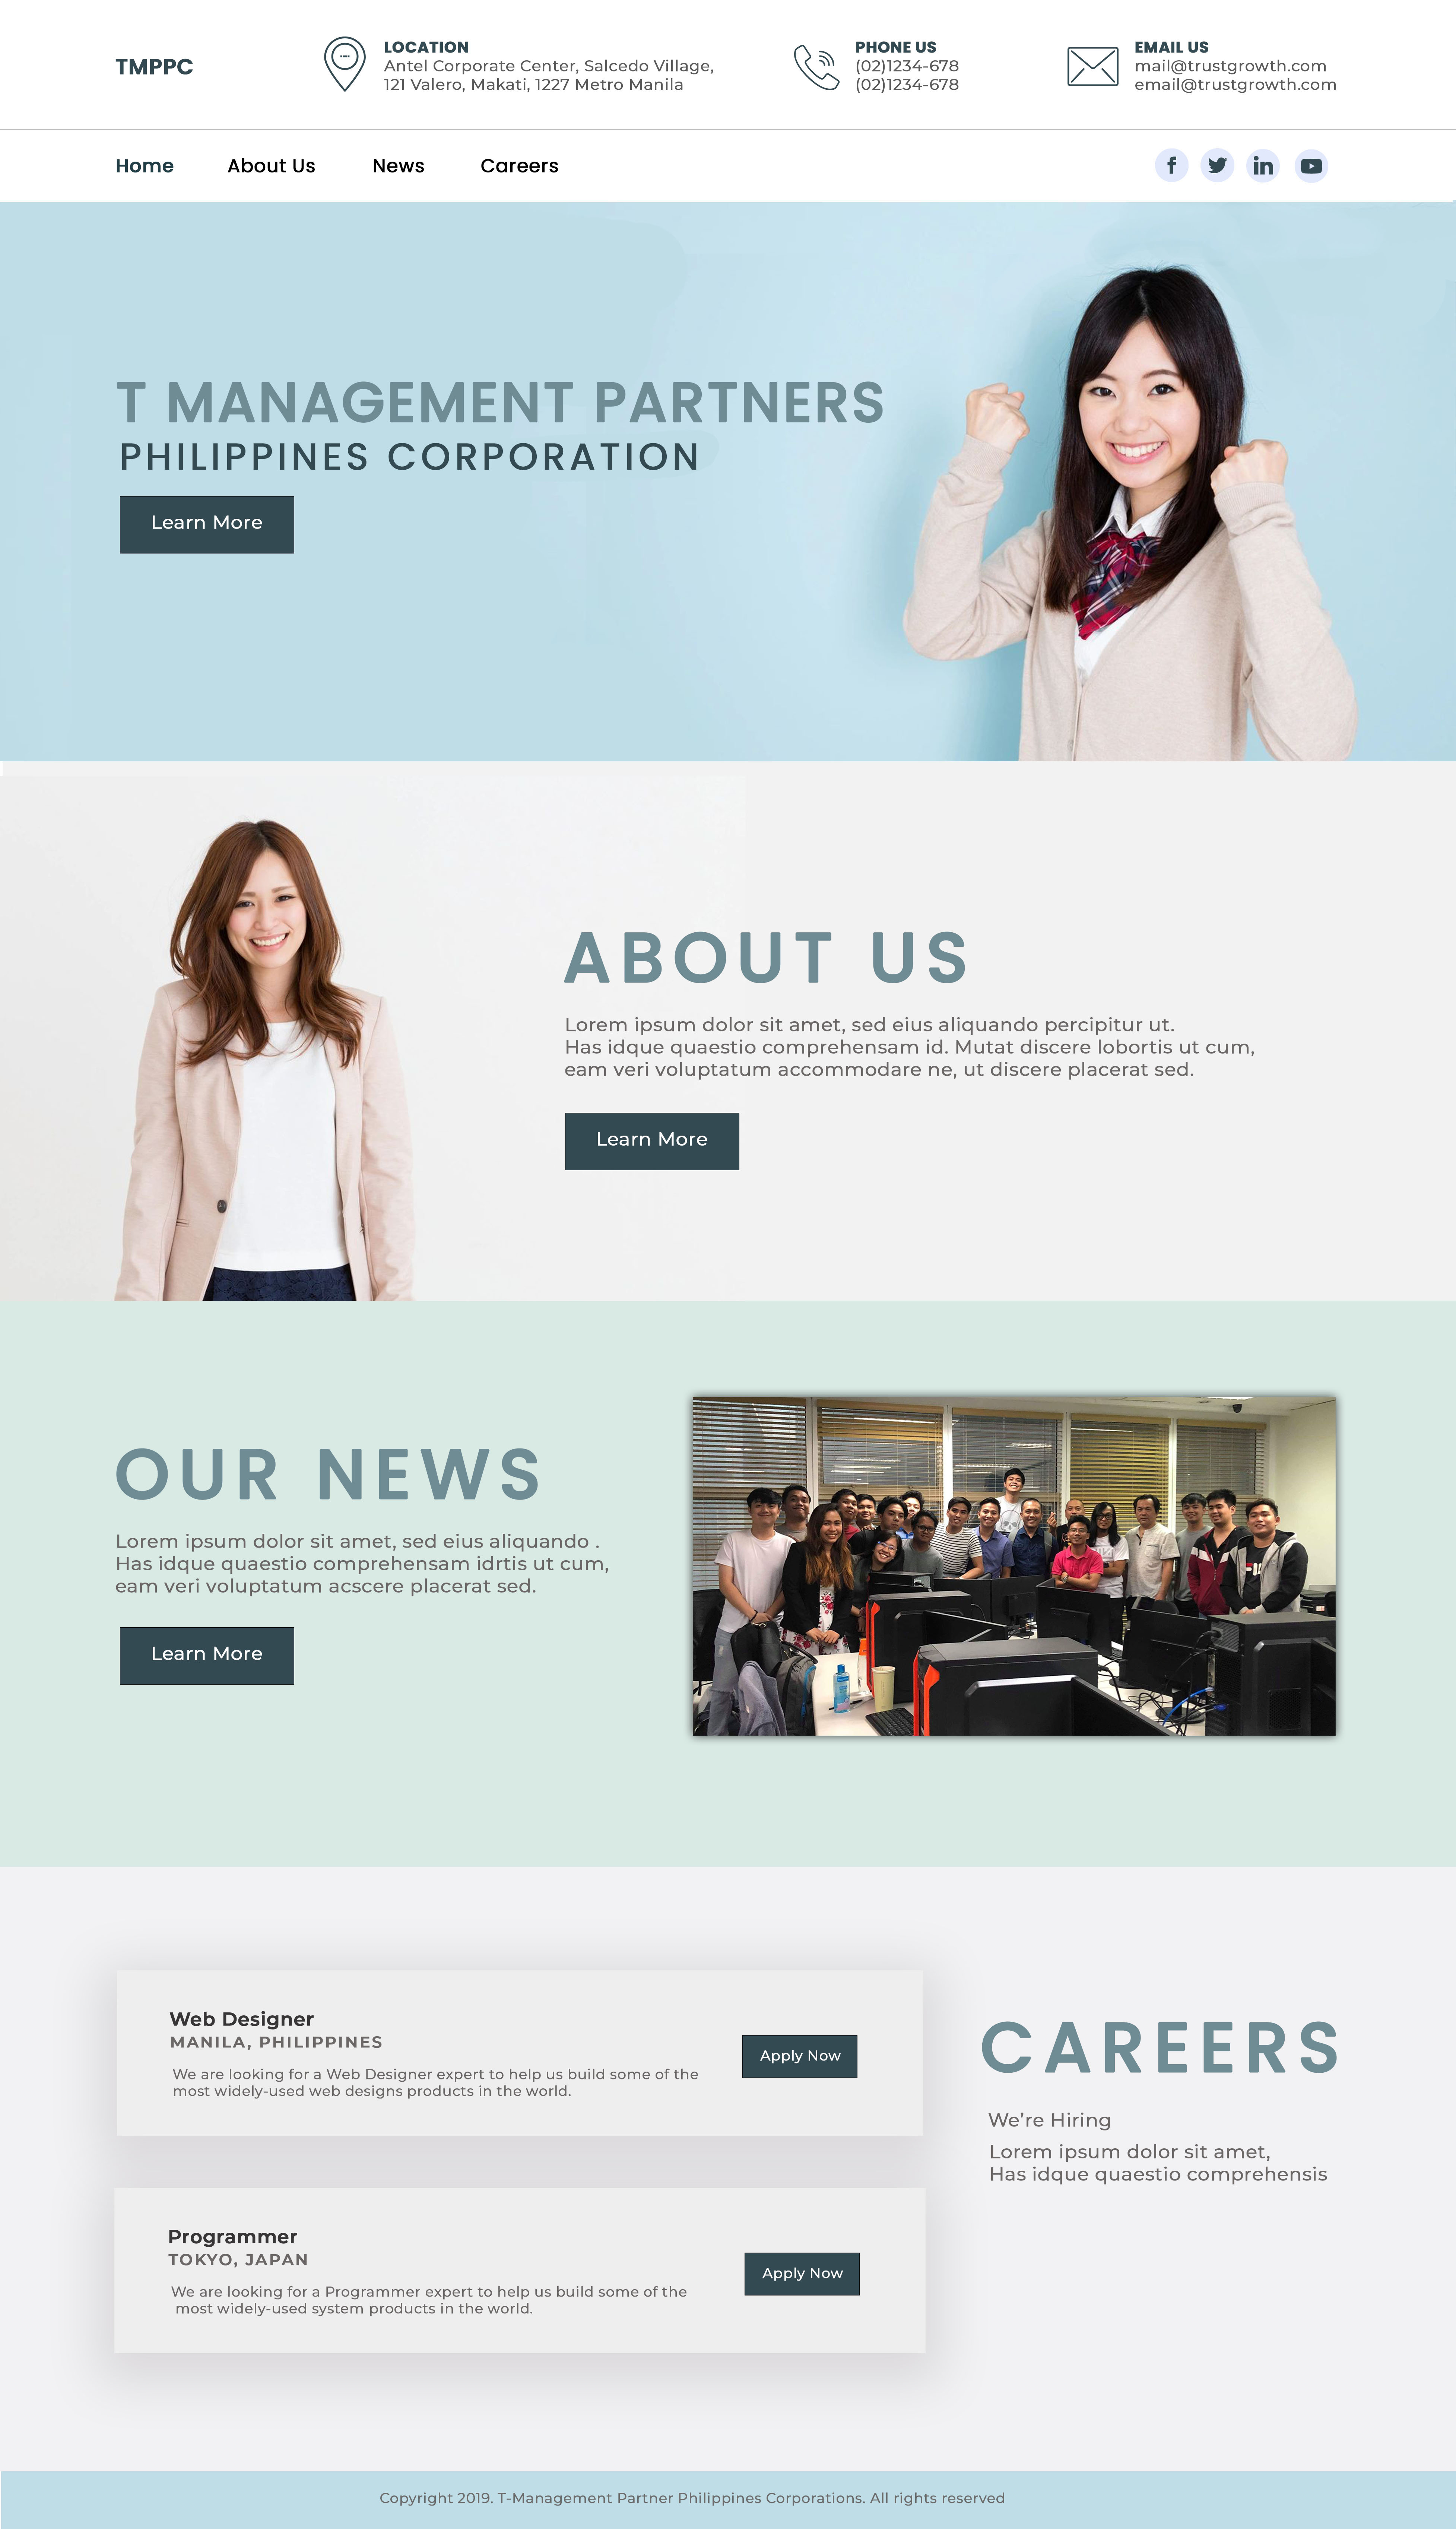 TMPPC
LOCATION
Antel Corporate Center, Salcedo Village,
121 Valero, Makati, 1227 Metro Manila
PHONE US
(02)1234-678
(02)1234-678
EMAIL US
mail@trustgrowth.com
email@trustgrowth.com
Home
About Us
News
Careers
T MANAGEMENT PARTNERS
PHILIPPINES CORPORATION
Learn More
ABOUT US
Lorem ipsum dolor sit amet, sed eius aliquando percipitur ut.
Has idque quaestio comprehensam id. Mutat discere lobortis ut cum,
eam veri voluptatum accommodare ne, ut discere placerat sed.
Learn More
OUR NEWS
Lorem ipsum dolor sit amet, sed eius aliquando .
Has idque quaestio comprehensam idrtis ut cum,
eam veri voluptatum acscere placerat sed.
Learn More
Web Designer
MANILA, PHILIPPINES
We are looking for a Web Designer expert to help us build some of the
most widely-used web designs products in the world.
Apply Now
Programmer
TOKYO, JAPAN
We are looking for a Programmer expert to help us build some of the
most widely-used system products in the world.
Apply Now
CAREERS
We're Hiring
Lorem ipsum dolor sit amet,
Has idque quaestio comprehensis
Copyright 2019. T-Management Partner Philippines Corporations. All rights reserved